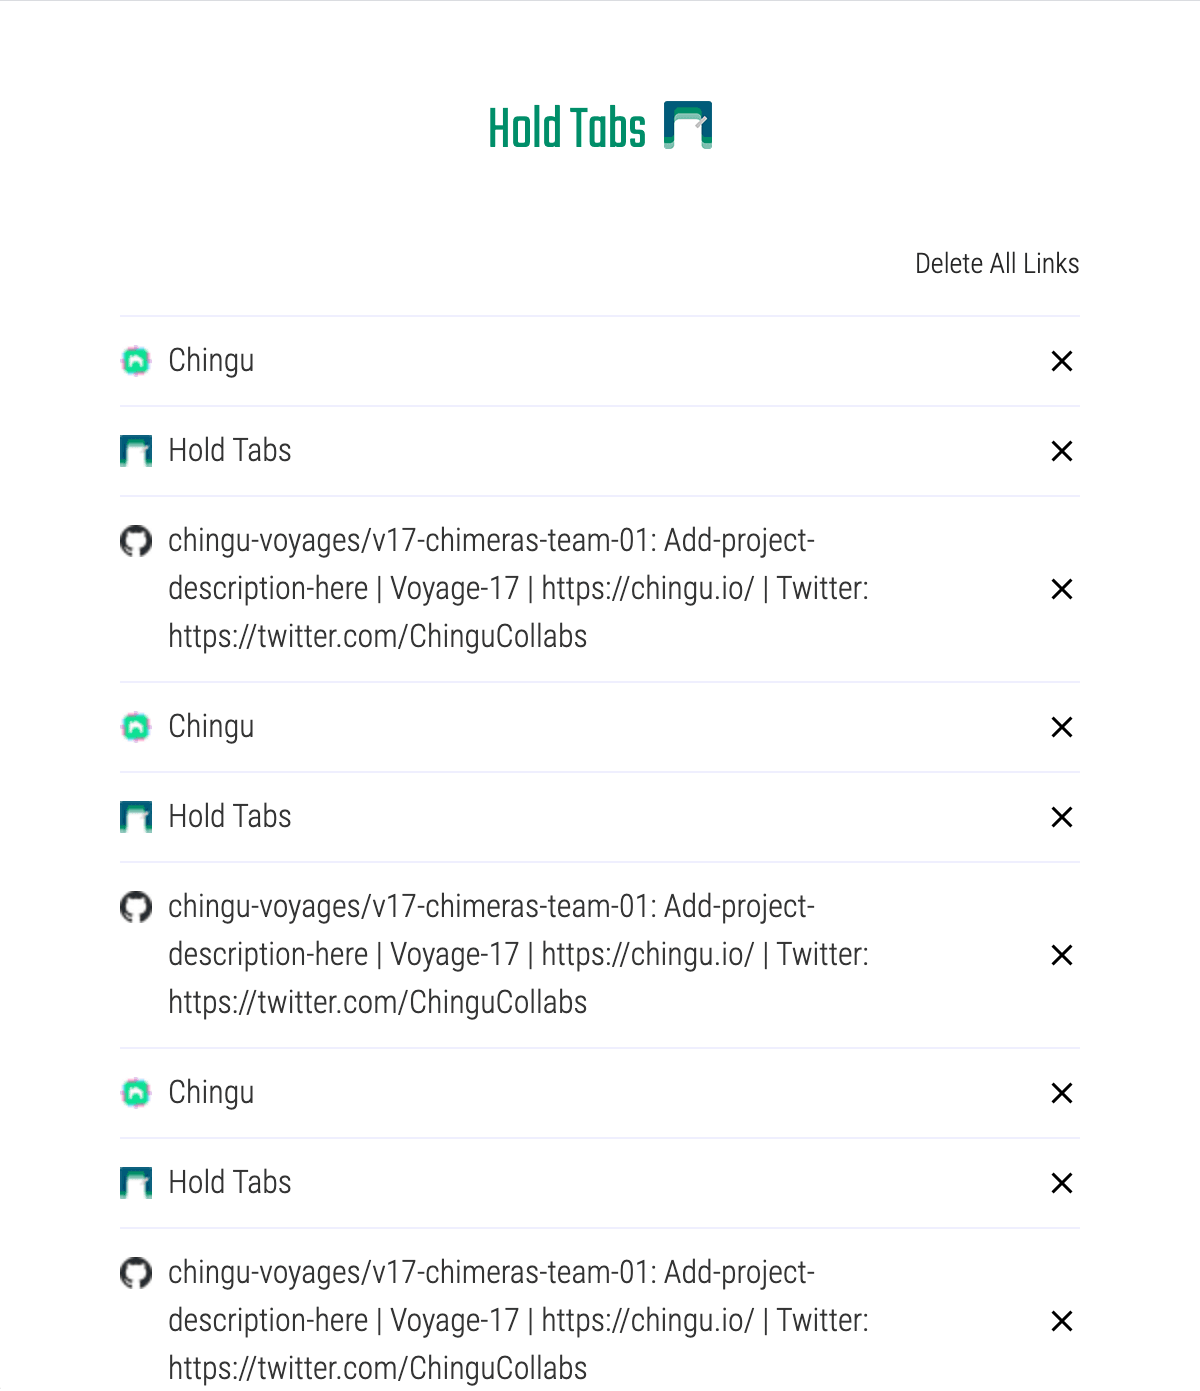 Hold Tabs
Delete All Links
Chingu
Hold Tabs
chingu-voyages/v17-chimeras-team-01: Add-project-
description-here | Voyage-17 | https://chingu.io/ | Twitter:
https://twitter.com/ChinguCollabs
Chingu
Hold Tabs
chingu-voyages/v17-chimeras-team-01: Add-project-
description-here | Voyage-17 | https://chingu.io/ | Twitter:
https://twitter.com/ChinguCollabs
Chingu
Hold Tabs
chingu-voyages/v17-chimeras-team-01: Add-project-
description-here | Voyage-17 | https://chingu.io/ | Twitter:
https://twitter.com/ChinguCollabs